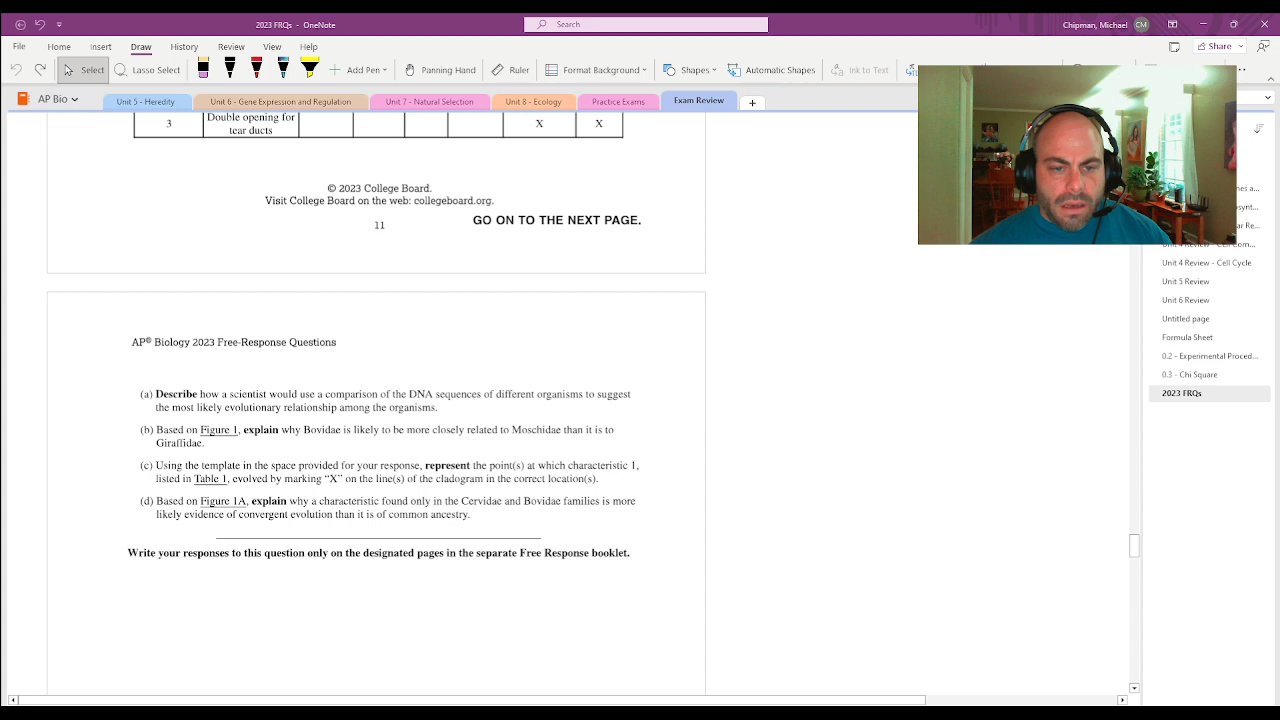 2023 FRQs - OneNote
Search
Chipman, Michael
CM
File
Home
Insert
Draw
History
Review
View
Help
Share
Select
Lasso Select
Add Pen
Panning Hand
Ruler
Format Background
Shapes
Automatic Shapes
Ink to Text
AP Bio
Unit 5 - Heredity
Unit 6 - Gene Expression and Regulation
Unit 7 - Natural Selection
Unit 8 - Ecology
Practice Exams
Exam Review
3
Double opening for
tear ducts
X
X
© 2023 College Board.
Visit College Board on the web: collegeboard.org.
11
GO ON TO THE NEXT PAGE.
AP® Biology 2023 Free-Response Questions
(a) Describe how a scientist would use a comparison of the DNA sequences of different organisms to suggest
the most likely evolutionary relationship among the organisms.
(b) Based on Figure 1, explain why Bovidae is likely to be more closely related to Moschidae than it is to
Giraffidae.
(c) Using the template in the space provided for your response, represent the point(s) at which characteristic 1,
listed in Table 1, evolved by marking “X” on the line(s) of the cladogram in the correct location(s).
(d) Based on Figure 1A, explain why a characteristic found only in the Cervidae and Bovidae families is more
likely evidence of convergent evolution than it is of common ancestry.
Write your responses to this question only on the designated pages in the separate Free Response booklet.
Unit 4 Review - Cell Cycle
Unit 5 Review
Unit 6 Review
Untitled page
Formula Sheet
0.2 - Experimental Proced...
0.3 - Chi Square
2023 FRQs